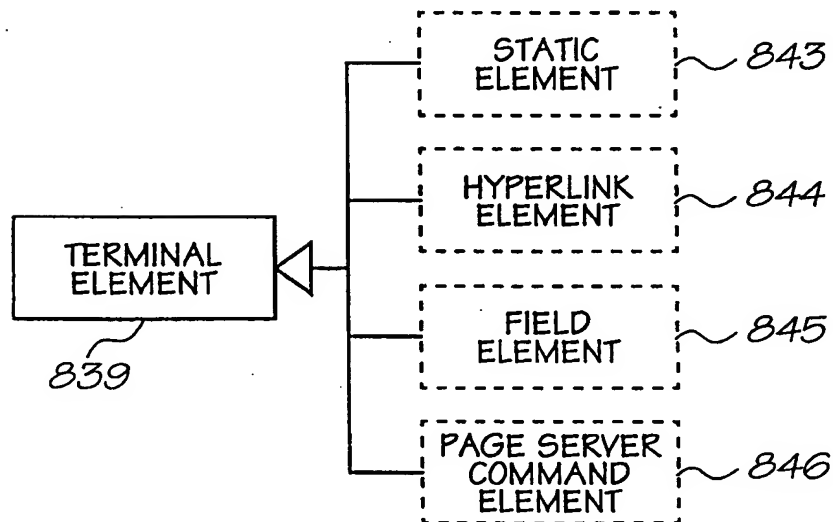 STATIC
ELEMENT
843
HYPERLINK
ELEMENT
844
TERMINAL
ELEMENT
839
FIELD
ELEMENT
845
PAGE SERVER
COMMAND
ELEMENT
846